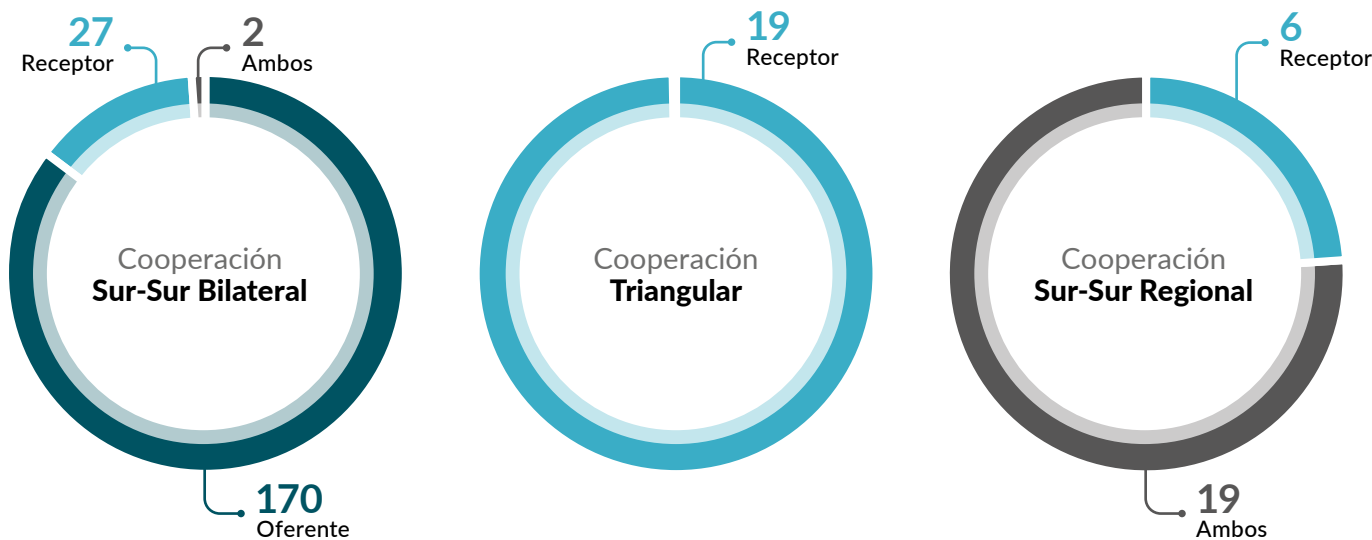 27
Receptor
2
Ambos
Cooperación
Sur-Sur Bilateral
170
Oferente
19
Receptor
Cooperación
Triangular
6
Receptor
Cooperación
Sur-Sur Regional
19
Ambos